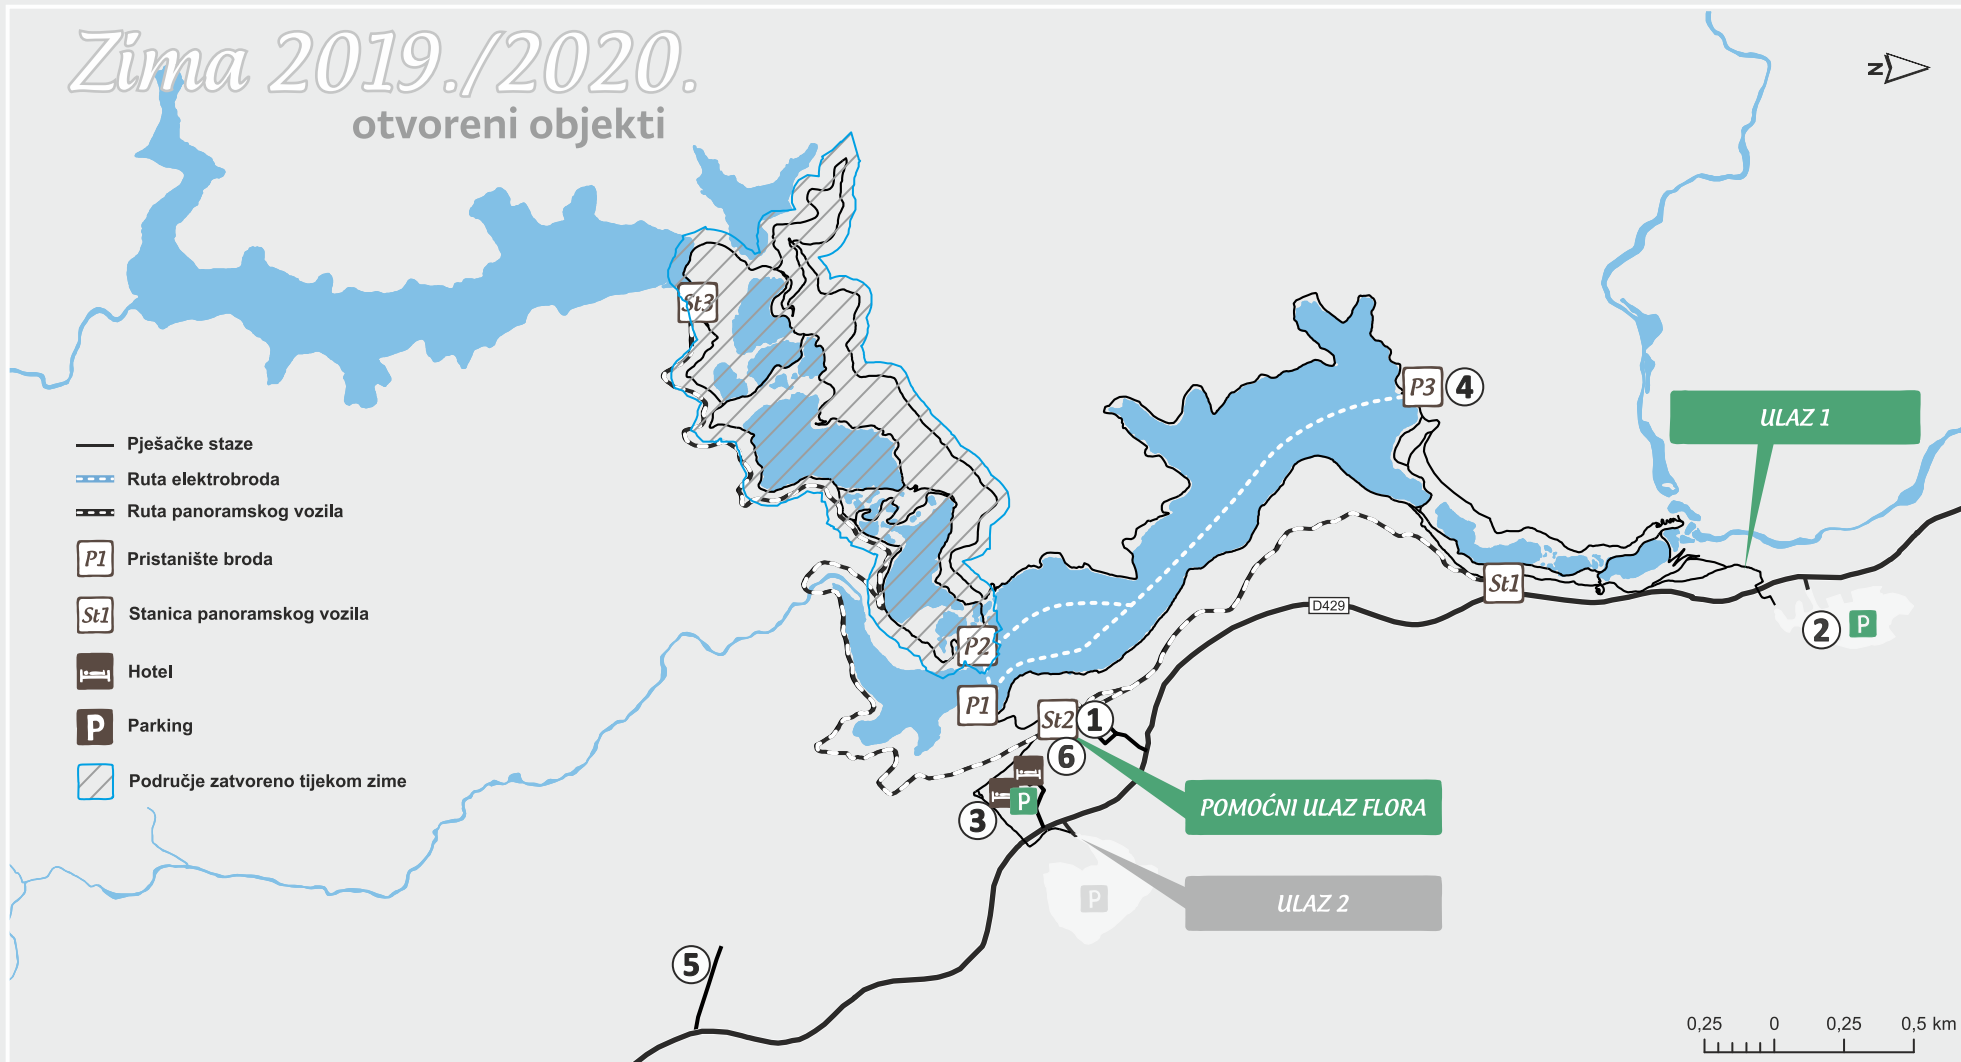 Zima 2019./2020.
otvoreni objekti
N
St3
P3
4
ULAZ 1
Pješačke staze
Ruta elektrobroda
Ruta panoramskog vozila
P1 Pristanište broda
St1 Stanica panoramskog vozila
Hotel
P Parking
Područje zatvoreno tijekom zime
St1
D429
2
P
P2
P1
St2
1
6
P
3
POMOĆNI ULAZ FLORA
P
ULAZ 2
5
0,25 0 0,25 0,5 km